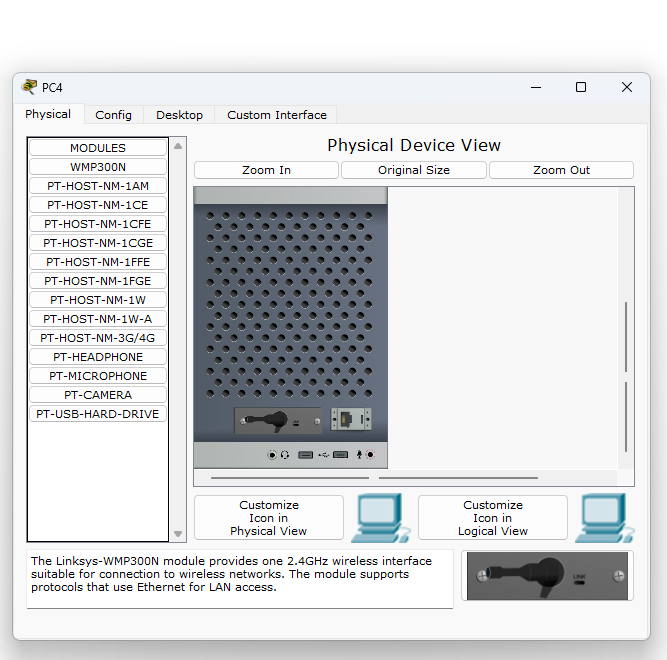 PC4
Physical
Config
Desktop
Custom Interface
MODULES
WMP300N
PT-HOST-NM-1AM
PT-HOST-NM-1CE
PT-HOST-NM-1CFE
PT-HOST-NM-1CGE
PT-HOST-NM-1FFE
PT-HOST-NM-1FGE
PT-HOST-NM-1W
PT-HOST-NM-1W-A
PT-HOST-NM-3G/4G
PT-HEADPHONE
PT-MICROPHONE
PT-CAMERA
PT-USB-HARD-DRIVE
Physical Device View
Zoom In
Original Size
Zoom Out
Customize
Icon in
Physical View
Customize
Icon in
Logical View
The Linksys-WMP300N module provides one 2.4GHz wireless interface
suitable for connection to wireless networks. The module supports
protocols that use Ethernet for LAN access.
LINK